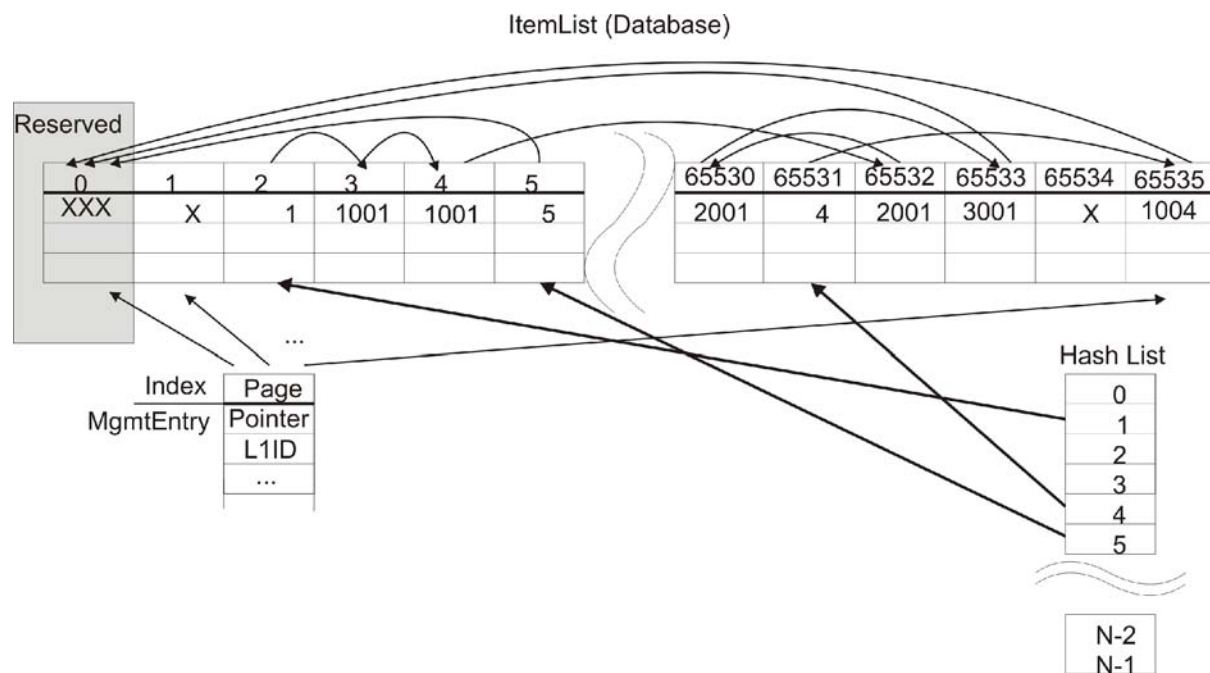 ItemList (Database)
Reserved
0 1 2 3 4 5 65530 65531 65532 65533 65534 65535
XXX X 1 1001 1001 5 2001 4 2001 3001 X 1004
...
Hash List
Index Page
MgmtEntry Pointer
L1ID
...
0
1
2
3
4
5
N-2
N-1